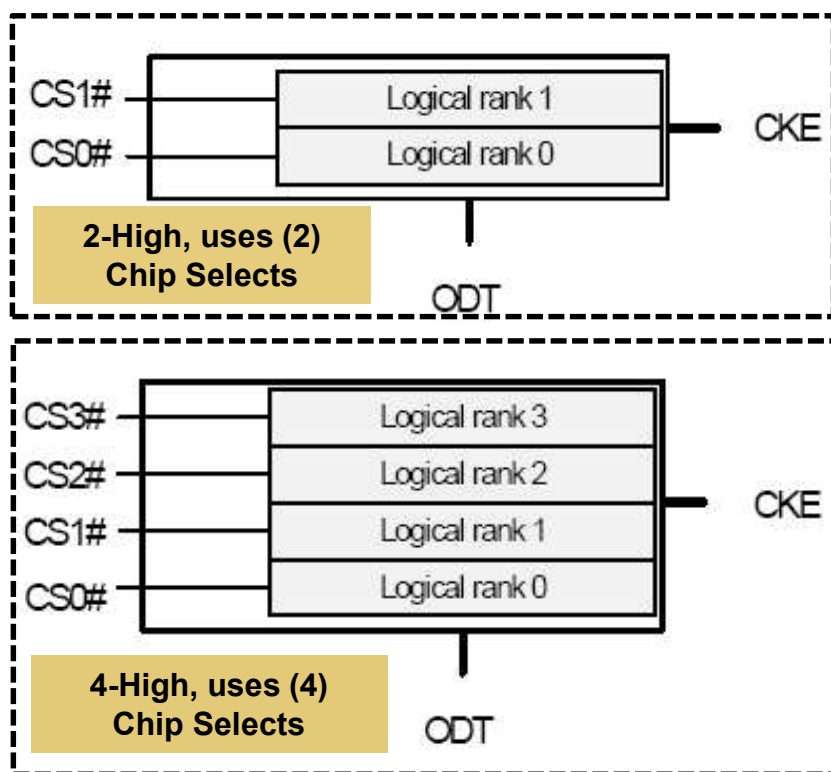 CS1#
Logical rank 1
CS0#
Logical rank 0
CKE
2-High, uses (2)
Chip Selects
ODT
CS3#
Logical rank 3
CS2#
Logical rank 2
CS1#
Logical rank 1
CS0#
Logical rank 0
CKE
4-High, uses (4)
Chip Selects
ODT